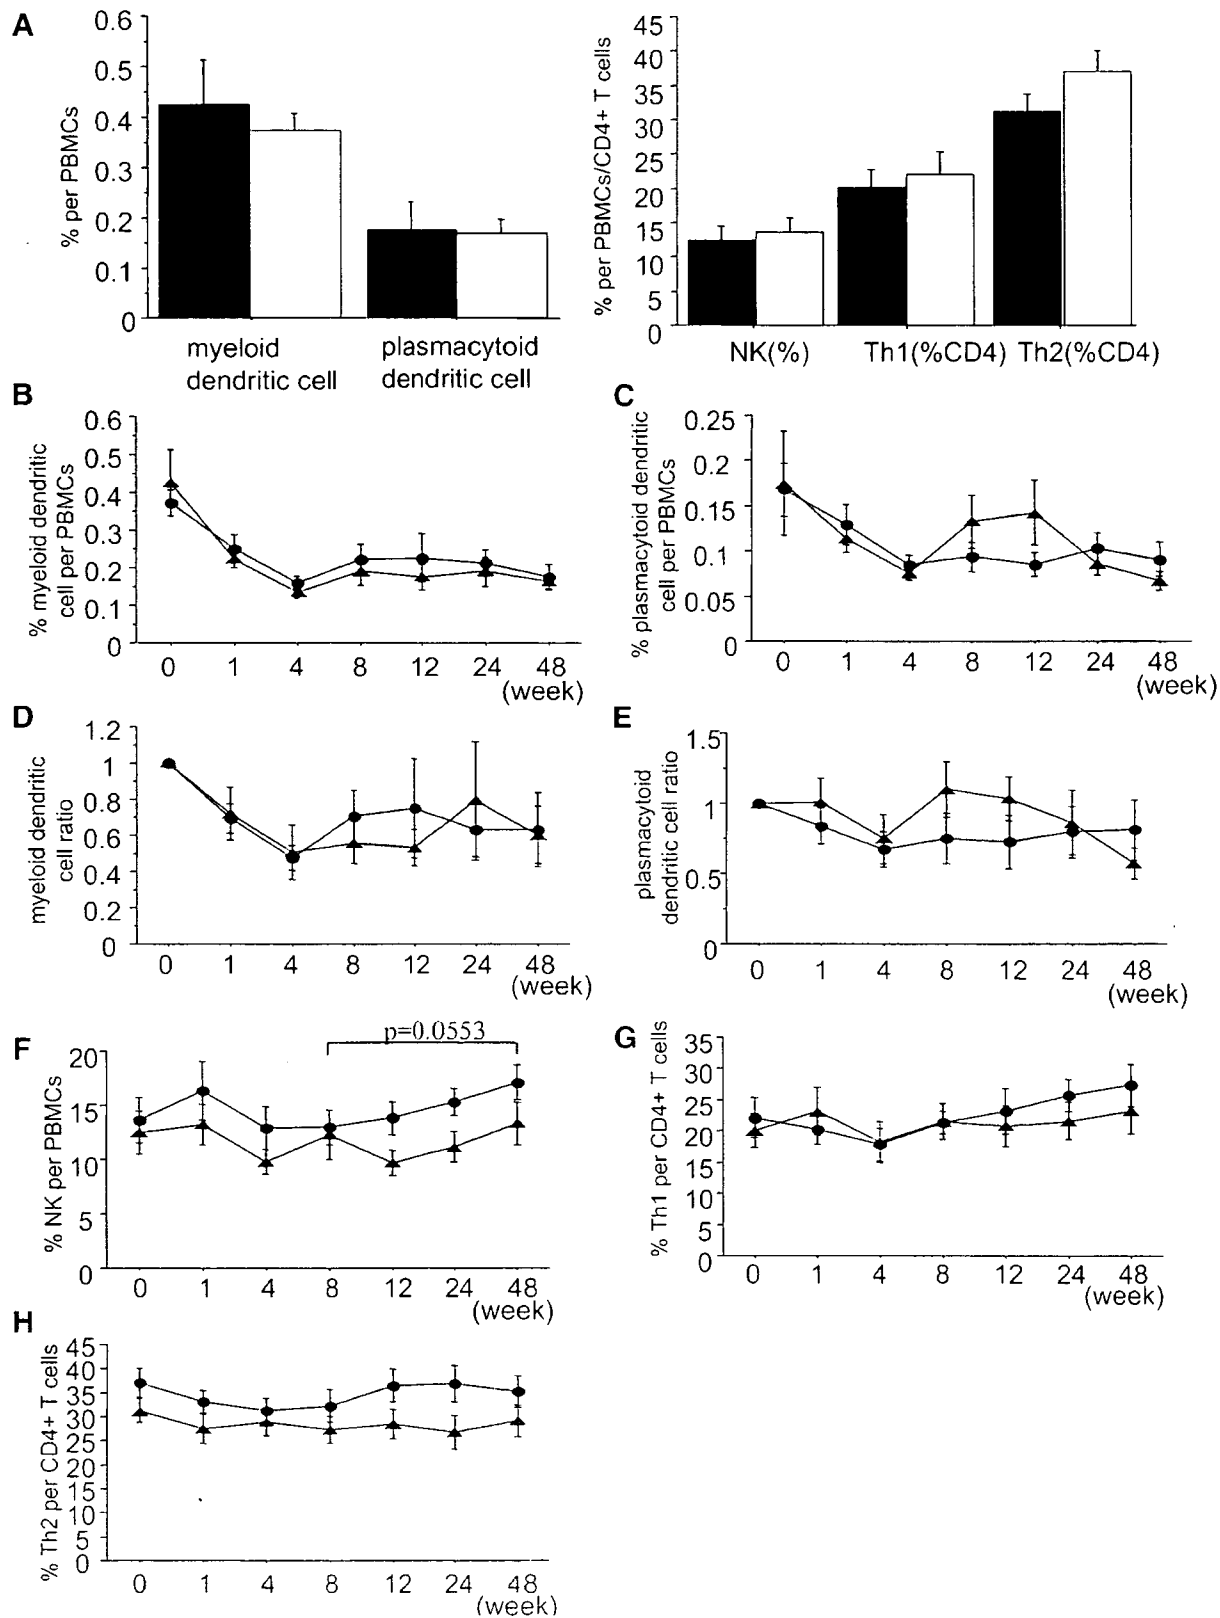 A
% per PBMCs
0.6
0.5
0.4
0.3
0.2
0.1
0
myeloid
dendritic cell
plasmacytoid
dendritic cell
% per PBMCs/CD4+ T cells
45
40
35
30
25
20
15
10
5
0
NK(%)
Th1(%CD4)
Th2(%CD4)
B
% myeloid dendritic
cell per PBMCs
0.6
0.5
0.4
0.3
0.2
0.1
0
0 1 4 8 12 24 48
(week)
C
% plasmacytoid dendritic
cell per PBMCs
0.25
0.2
0.15
0.1
0.05
0
0 1 4 8 12 24 48
(week)
D
myeloid dendritic
cell ratio
1.2
1
0.8
0.6
0.4
0.2
0
0 1 4 8 12 24 48
(week)
E
plasmacytoid
dendritic cell ratio
1.5
1
0.5
0
0 1 4 8 12 24 48
(week)
F
% NK per PBMCs
20
15
10
5
0
p=0.0553
0 1 4 8 12 24 48
(week)
G
% Th1 per CD4+ T cells
35
30
25
20
15
10
5
0
0 1 4 8 12 24 48
(week)
H
% Th2 per CD4+ T cells
45
40
35
30
25
20
15
10
5
0
0 1 4 8 12 24 48
(week)